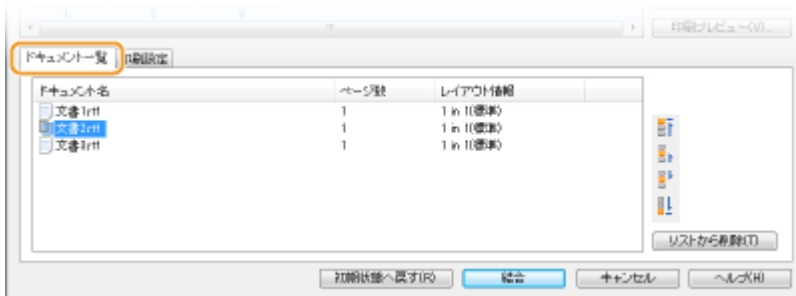 印刷プレビュー(V)...
ドキュメント一覧 印刷設定
ドキュメント名 ページ数 レイアウト情報
文書1.rtf 1 1 in 1(標準)
文書2.rtf 1 1 in 1(標準)
文書3.rtf 1 1 in 1(標準)
リストから削除(T)
初期状態へ戻す(R) 結合 キャンセル ヘルプ(H)